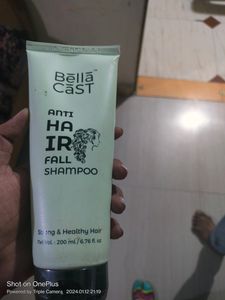 Bella
CaST
ANTI
HA
IR
FALL
SHAMPOO
Strong & Healthy Hair
Net Vol. - 200 ml / 6.76 fl. oz
Shot on OnePlus
Powered by Triple Camera, 2024.01.12 21:19